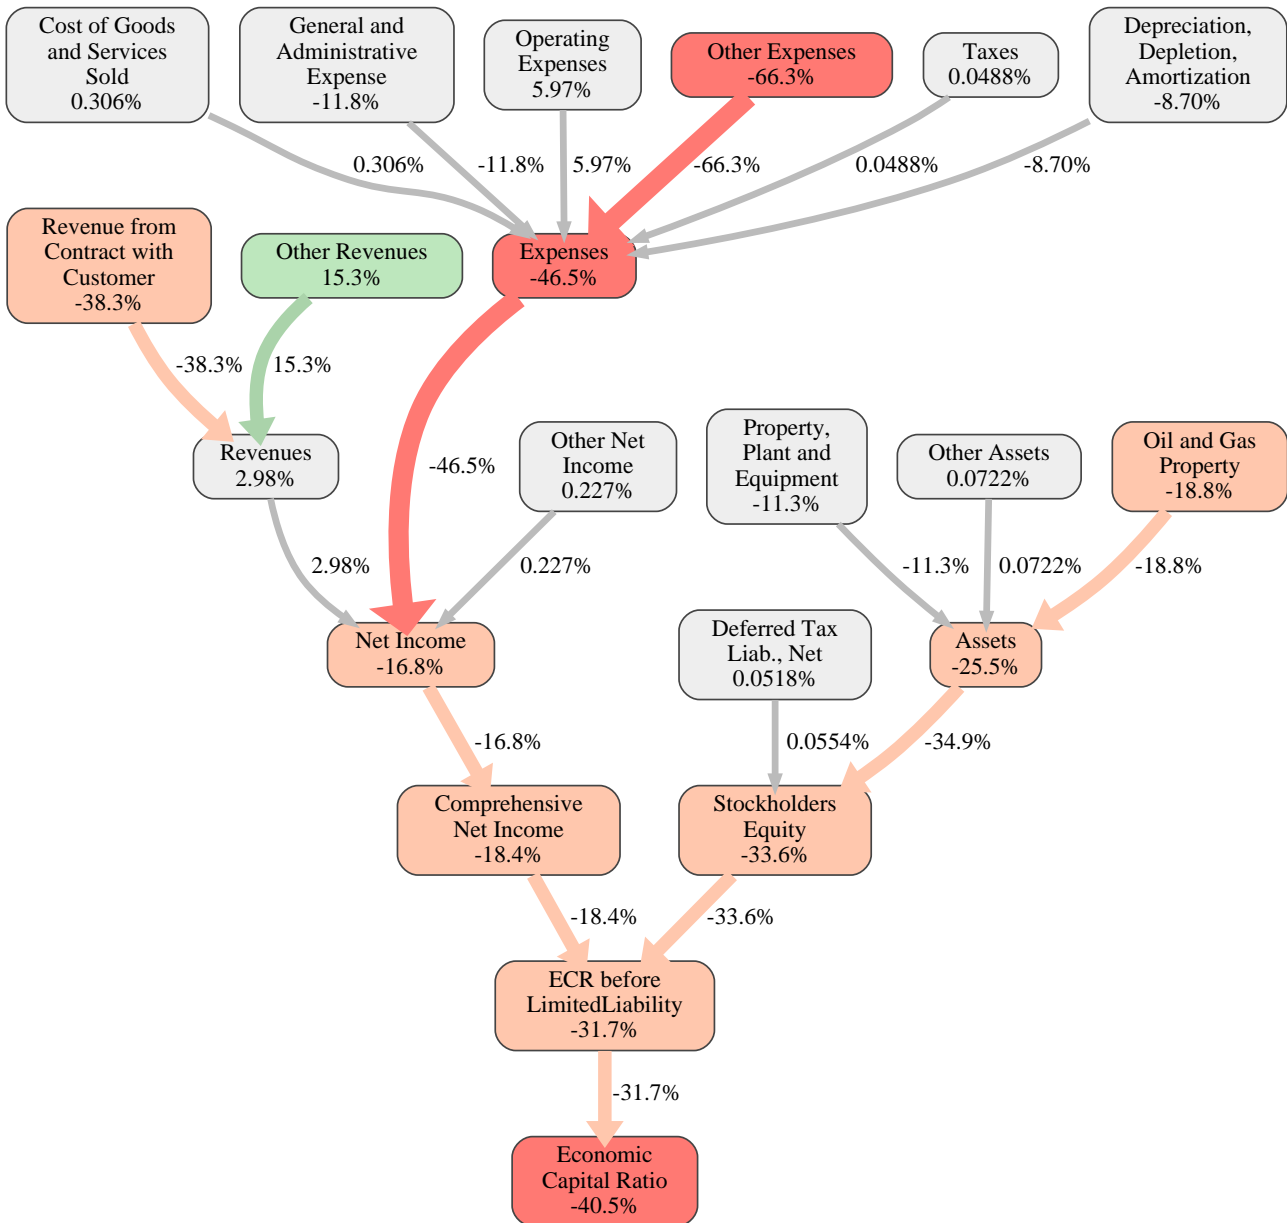 Cost of Goods
and Services
Sold
0.306%
General and
Administrative
Expense
-11.8%
Operating
Expenses
5.97%
Other Expenses
-66.3%
Taxes
0.0488%
Depreciation,
Depletion,
Amortization
-8.70%
0.306%
-11.8%
5.97%
-66.3%
0.0488%
-8.70%
Revenue from
Contract with
Customer
-38.3%
Other Revenues
15.3%
Expenses
-46.5%
-38.3%
15.3%
Revenues
2.98%
-46.5%
Other Net
Income
0.227%
Property,
Plant and
Equipment
-11.3%
Other Assets
0.0722%
Oil and Gas
Property
-18.8%
2.98%
0.227%
-11.3%
0.0722%
-18.8%
Net Income
-16.8%
Deferred Tax
Liab., Net
0.0518%
Assets
-25.5%
-16.8%
0.0554%
-34.9%
Comprehensive
Net Income
-18.4%
Stockholders
Equity
-33.6%
-18.4%
-33.6%
ECR before
LimitedLiability
-31.7%
-31.7%
Economic
Capital Ratio
-40.5%